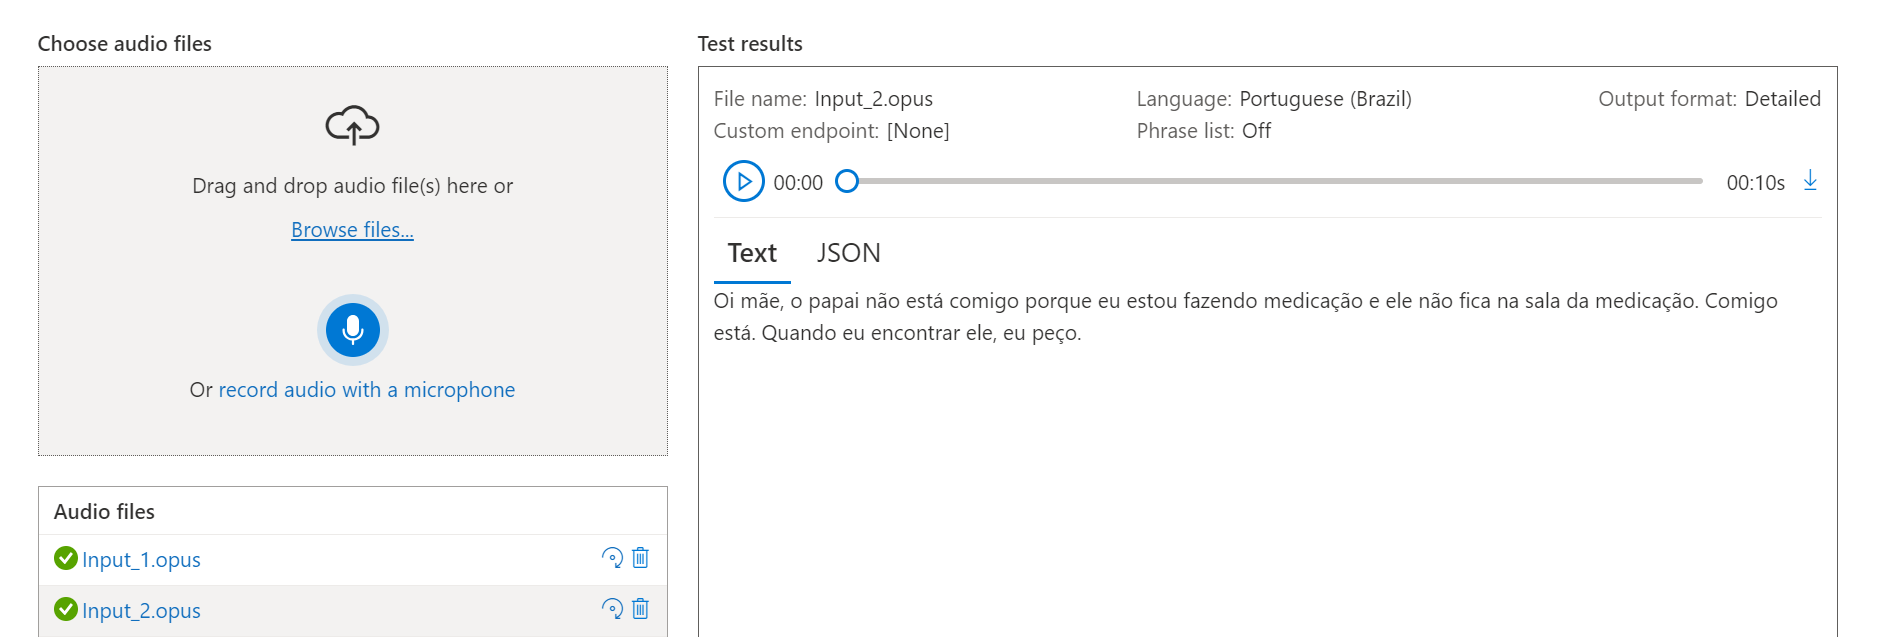 Choose audio files
Drag and drop audio file(s) here or
Browse files...
Or record audio with a microphone
Audio files
Input_1.opus
Input_2.opus
Test results
File name: Input_2.opus
Language: Portuguese (Brazil)
Output format: Detailed
Custom endpoint: [None]
Phrase list: Off
00:00
00:10s
Text
JSON
Oi mãe, o papai não está comigo porque eu estou fazendo medicação e ele não fica na sala da medicação. Comigo
está. Quando eu encontrar ele, eu peço.